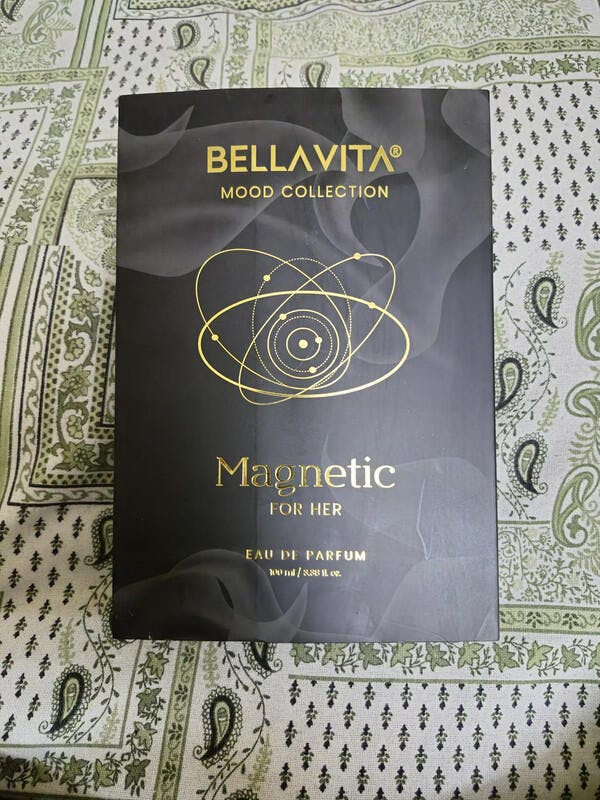 BELLAVITA®
MOOD COLLECTION
Magnetic
FOR HER
EAU DE PARFUM
100 ml / 3.38 fl. oz.